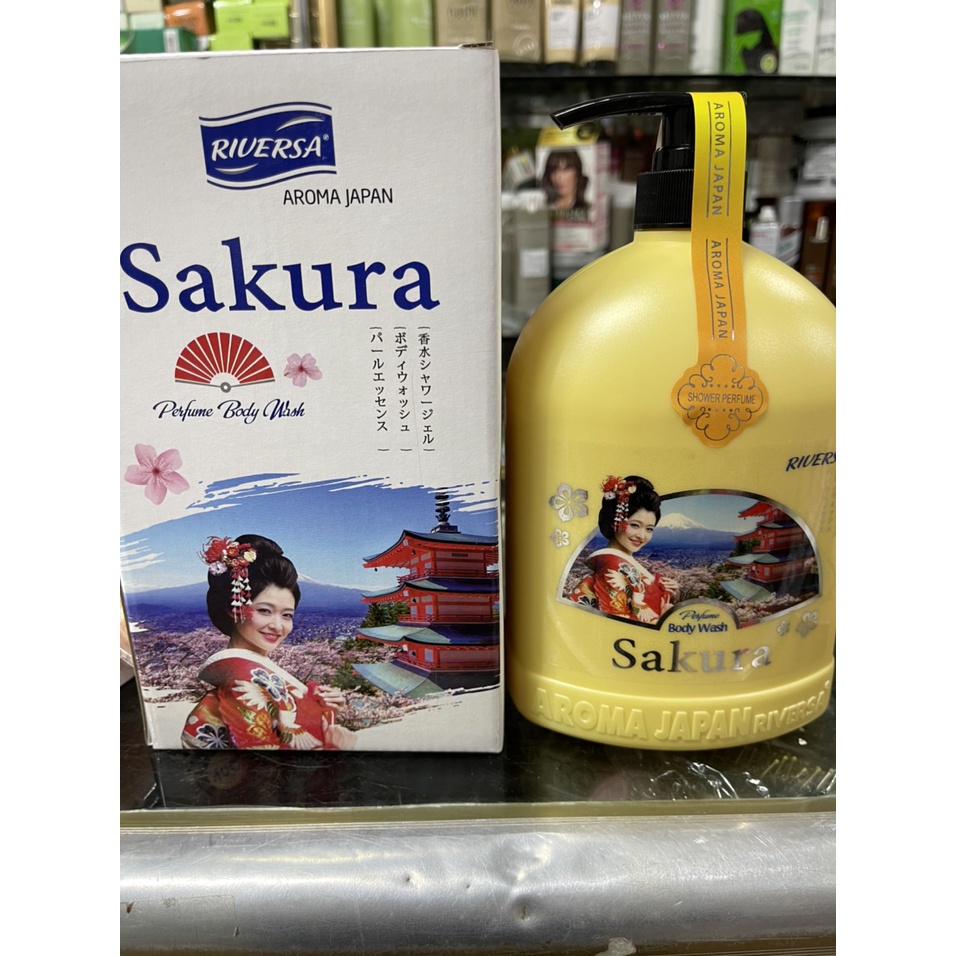 RIVERSA®
AROMA JAPAN
Sakura
Perfume Body Wash
(香水シャワージェル)
(ボディウォッシュ)
(パールエッセンス)
AROMA JAPAN
AROMA JAPAN
SHOWER PERFUME
RIVERS
Perfume
Body Wash
Sakura
AROMA JAPAN RIVERSA